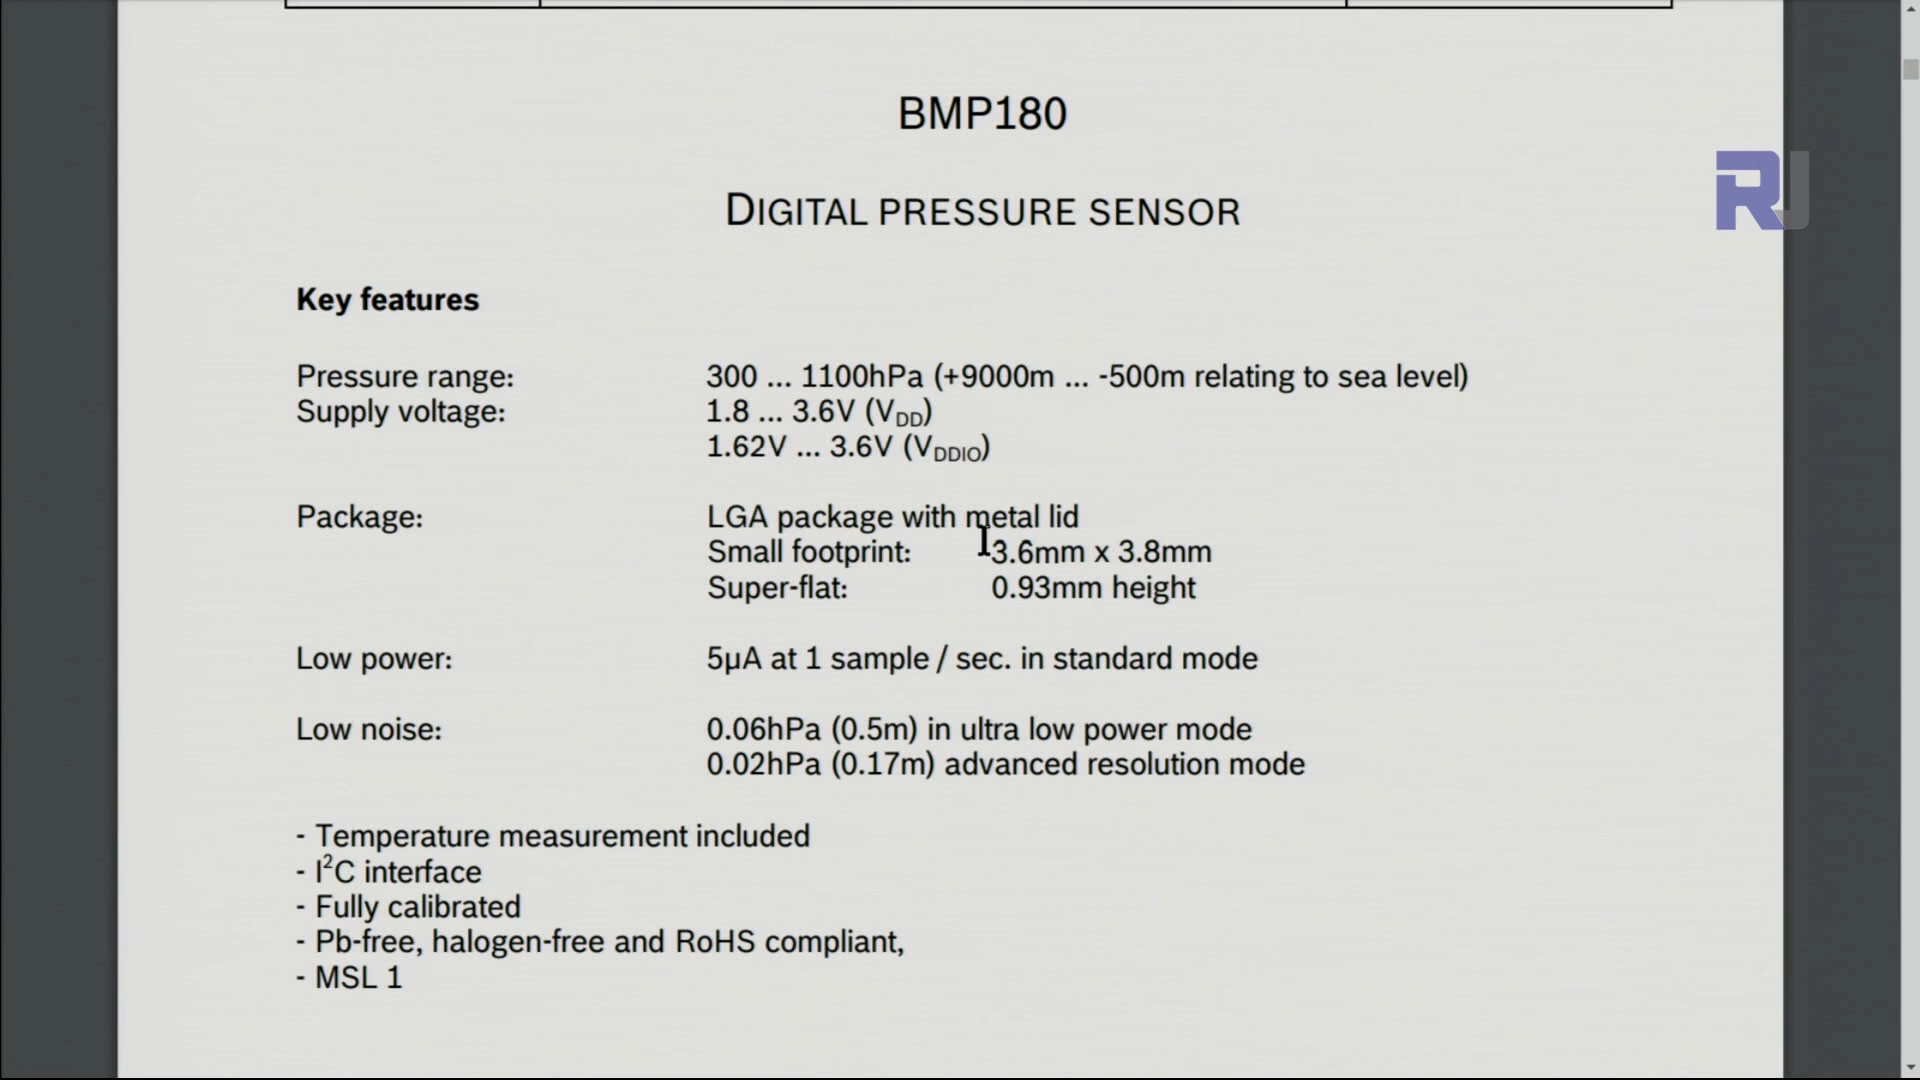 BMP180
DIGITAL PRESSURE SENSOR
RJ
Key features
Pressure range: 300 ... 1100hPa (+9000m ... -500m relating to sea level)
Supply voltage: 1.8 ... 3.6V (VDD)
1.62V ... 3.6V (VDDIO)
Package: LGA package with metal lid
Small footprint: 3.6mm x 3.8mm
Super-flat: 0.93mm height
Low power: 5µA at 1 sample / sec. in standard mode
Low noise: 0.06hPa (0.5m) in ultra low power mode
0.02hPa (0.17m) advanced resolution mode
- Temperature measurement included
- I²C interface
- Fully calibrated
- Pb-free, halogen-free and RoHS compliant,
- MSL 1